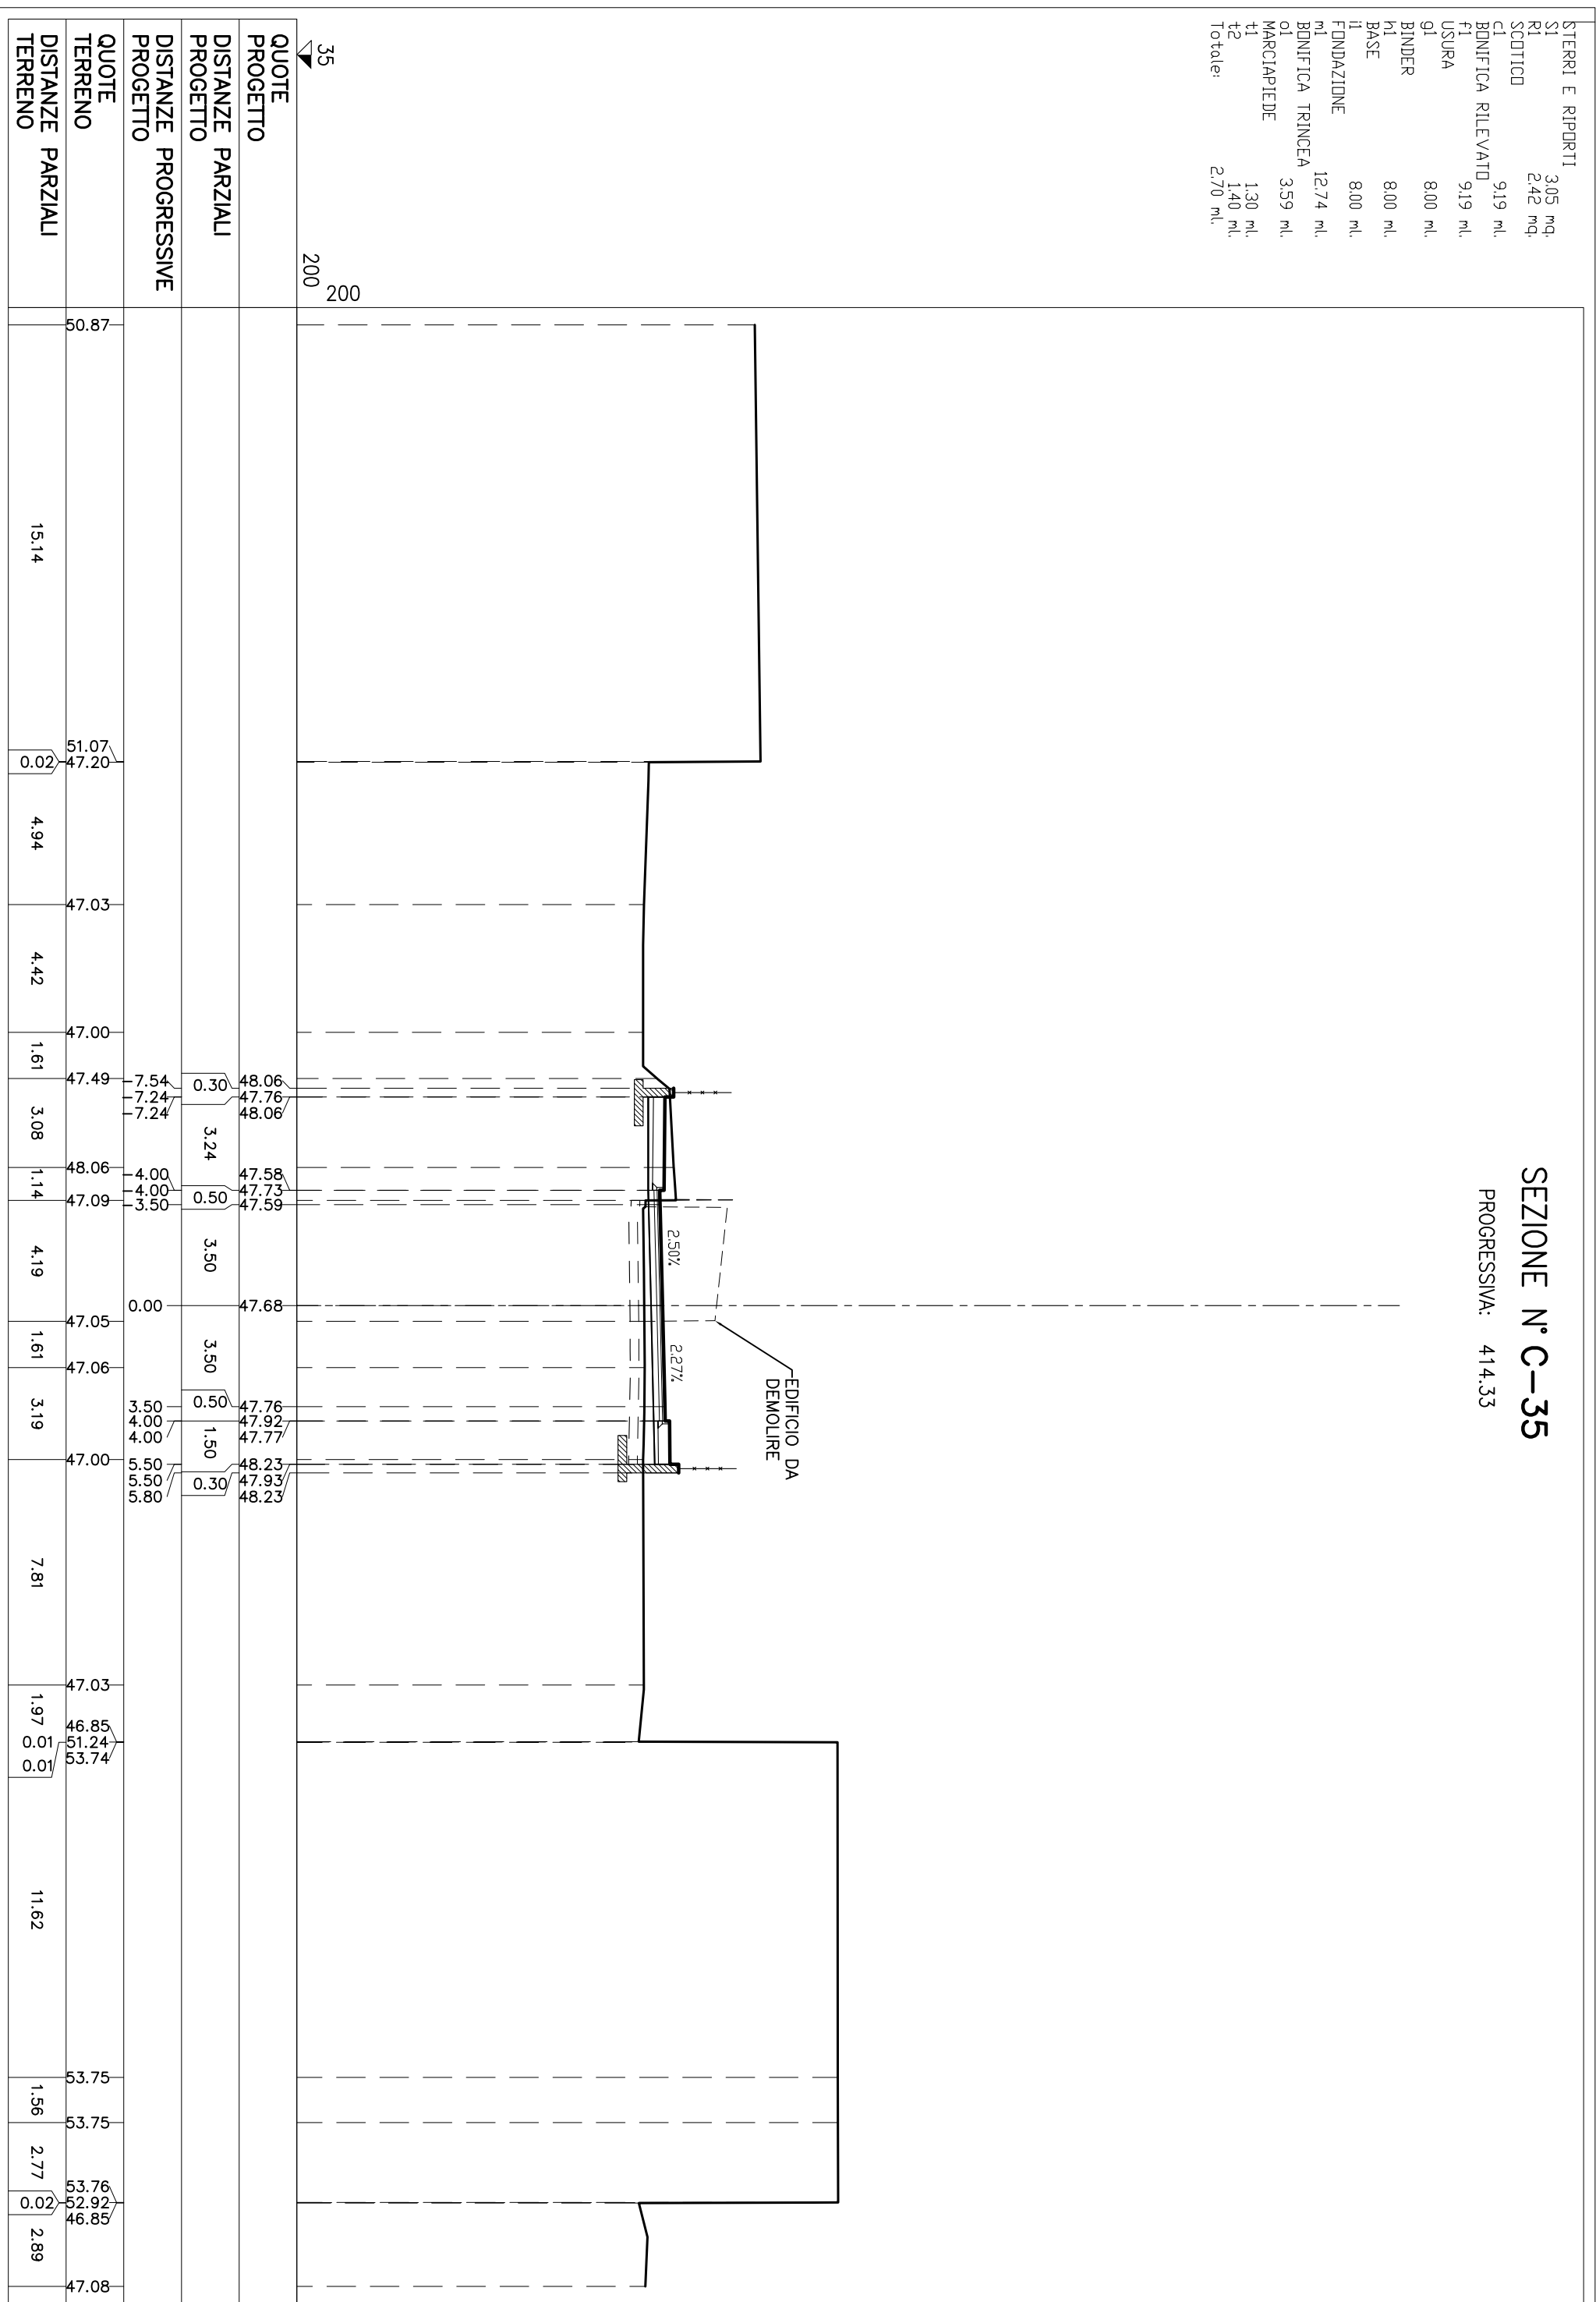 STERRI E RIPORTI
S1 3.05 mq.
R1 2.42 mq.
SCOTICO
c1 9.19 ml.
BONIFICA RILEVATO
f1 9.19 ml.
USURA
g1 8.00 ml.
BINDER
h1 8.00 ml.
BASE
i1 8.00 ml.
FONDAZIONE
m1 12.74 ml.
BONIFICA TRINCEA
o1 3.59 ml.
MARCIAPIEDE
t1 1.30 ml.
t2 1.40 ml.
Totale: 2.70 ml.
SEZIONE N° C-35
PROGRESSIVA: 414.33
EDIFICIO DA
DEMOLIRE
2.50% 2.27%
35
200
200
QUOTE
PROGETTO
48.06 47.76 48.06 47.58 47.73 47.59 47.68 47.76 47.92 47.77 48.23 47.93 48.23
DISTANZE PARZIALI
PROGETTO
0.30 3.24 0.50 3.50 3.50 0.50 1.50 0.30
DISTANZE PROGRESSIVE
PROGETTO
-7.54 -7.24 -7.24 -4.00 -4.00 -3.50 0.00 3.50 4.00 4.00 5.50 5.50 5.80
QUOTE
TERRENO
50.87 51.07 47.20 47.03 47.00 47.49 48.06 47.09 47.05 47.06 47.00 47.03 46.85 51.24 53.74 53.75 53.75 53.76 52.92 46.85 47.08
DISTANZE PARZIALI
TERRENO
15.14 0.02 4.94 4.42 1.61 3.08 1.14 4.19 1.61 3.19 7.81 1.97 0.01 0.01 11.62 1.56 2.77 0.02 2.89